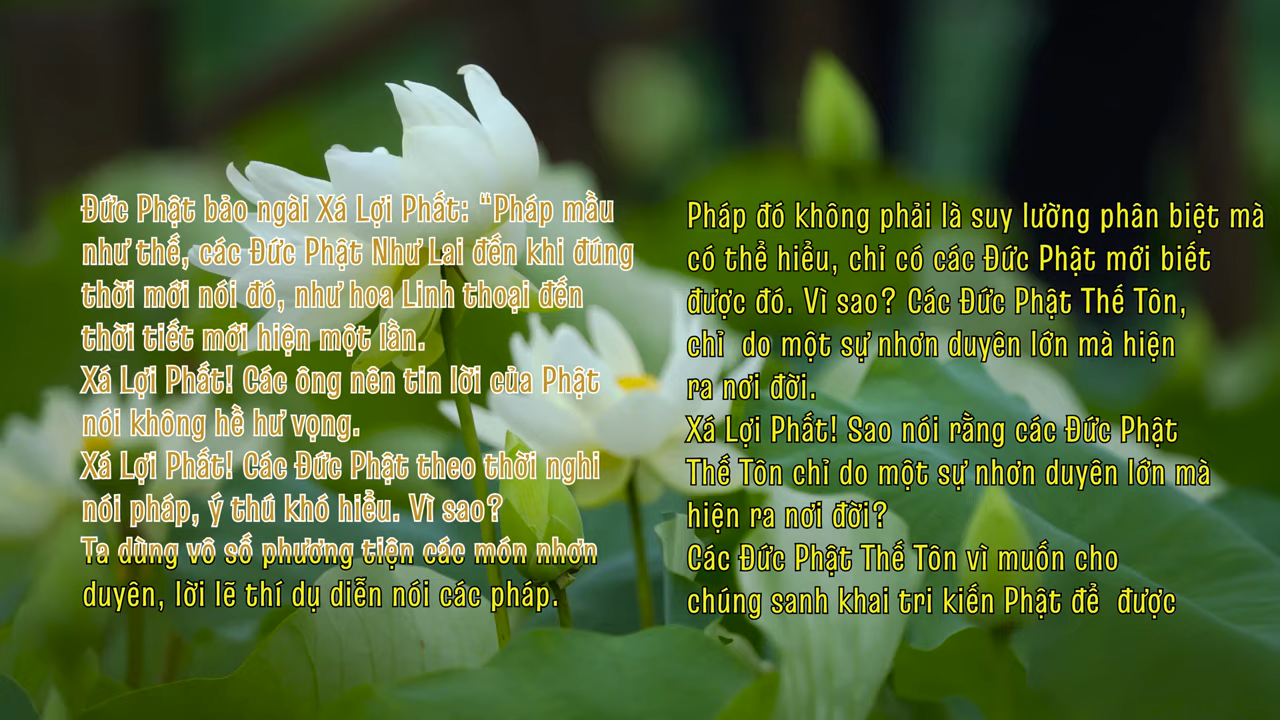 Đức Phật bảo ngài Xá Lợi Phất: “Pháp mầu
như thế, các Đức Phật Như Lai đến khi đúng
thời mới nói đó, như hoa Linh thoại đến
thời tiết mới hiện một lần.
Xá Lợi Phất! Các ông nên tin lời của Phật
nói không hề hư vọng.
Xá Lợi Phất! Các Đức Phật theo thời nghi
nói pháp, ý thú khó hiểu. Vì sao?
Ta dùng vô số phương tiện các món nhơn
duyên, lời lẽ thí dụ diễn nói các pháp.
Pháp đó không phải là suy lường phân biệt mà
có thể hiểu, chỉ có các Đức Phật mới biết
được đó. Vì sao? Các Đức Phật Thế Tôn,
chỉ do một sự nhơn duyên lớn mà hiện
ra nơi đời.
Xá Lợi Phất! Sao nói rằng các Đức Phật
Thế Tôn chỉ do một sự nhơn duyên lớn mà
hiện ra nơi đời?
Các Đức Phật Thế Tôn vì muốn cho
chúng sanh khai tri kiến Phật để được